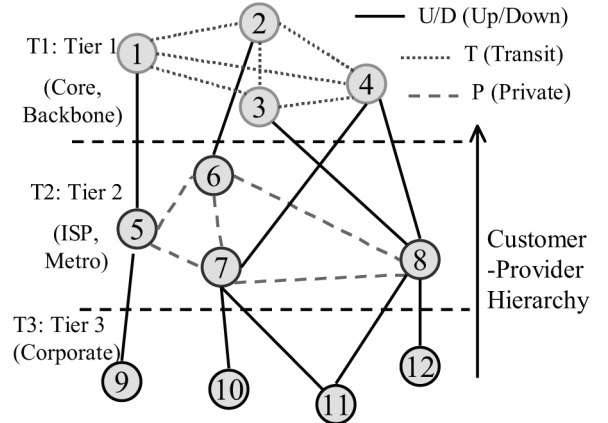 2
U/D (Up/Down)
T1: Tier 1
1
T (Transit)
(Core,
Backbone)
3
4
P (Private)
6
T2: Tier 2
(ISP,
Metro)
5
7
8
Customer
-Provider
Hierarchy
T3: Tier 3
(Corporate)
9
10
11
12